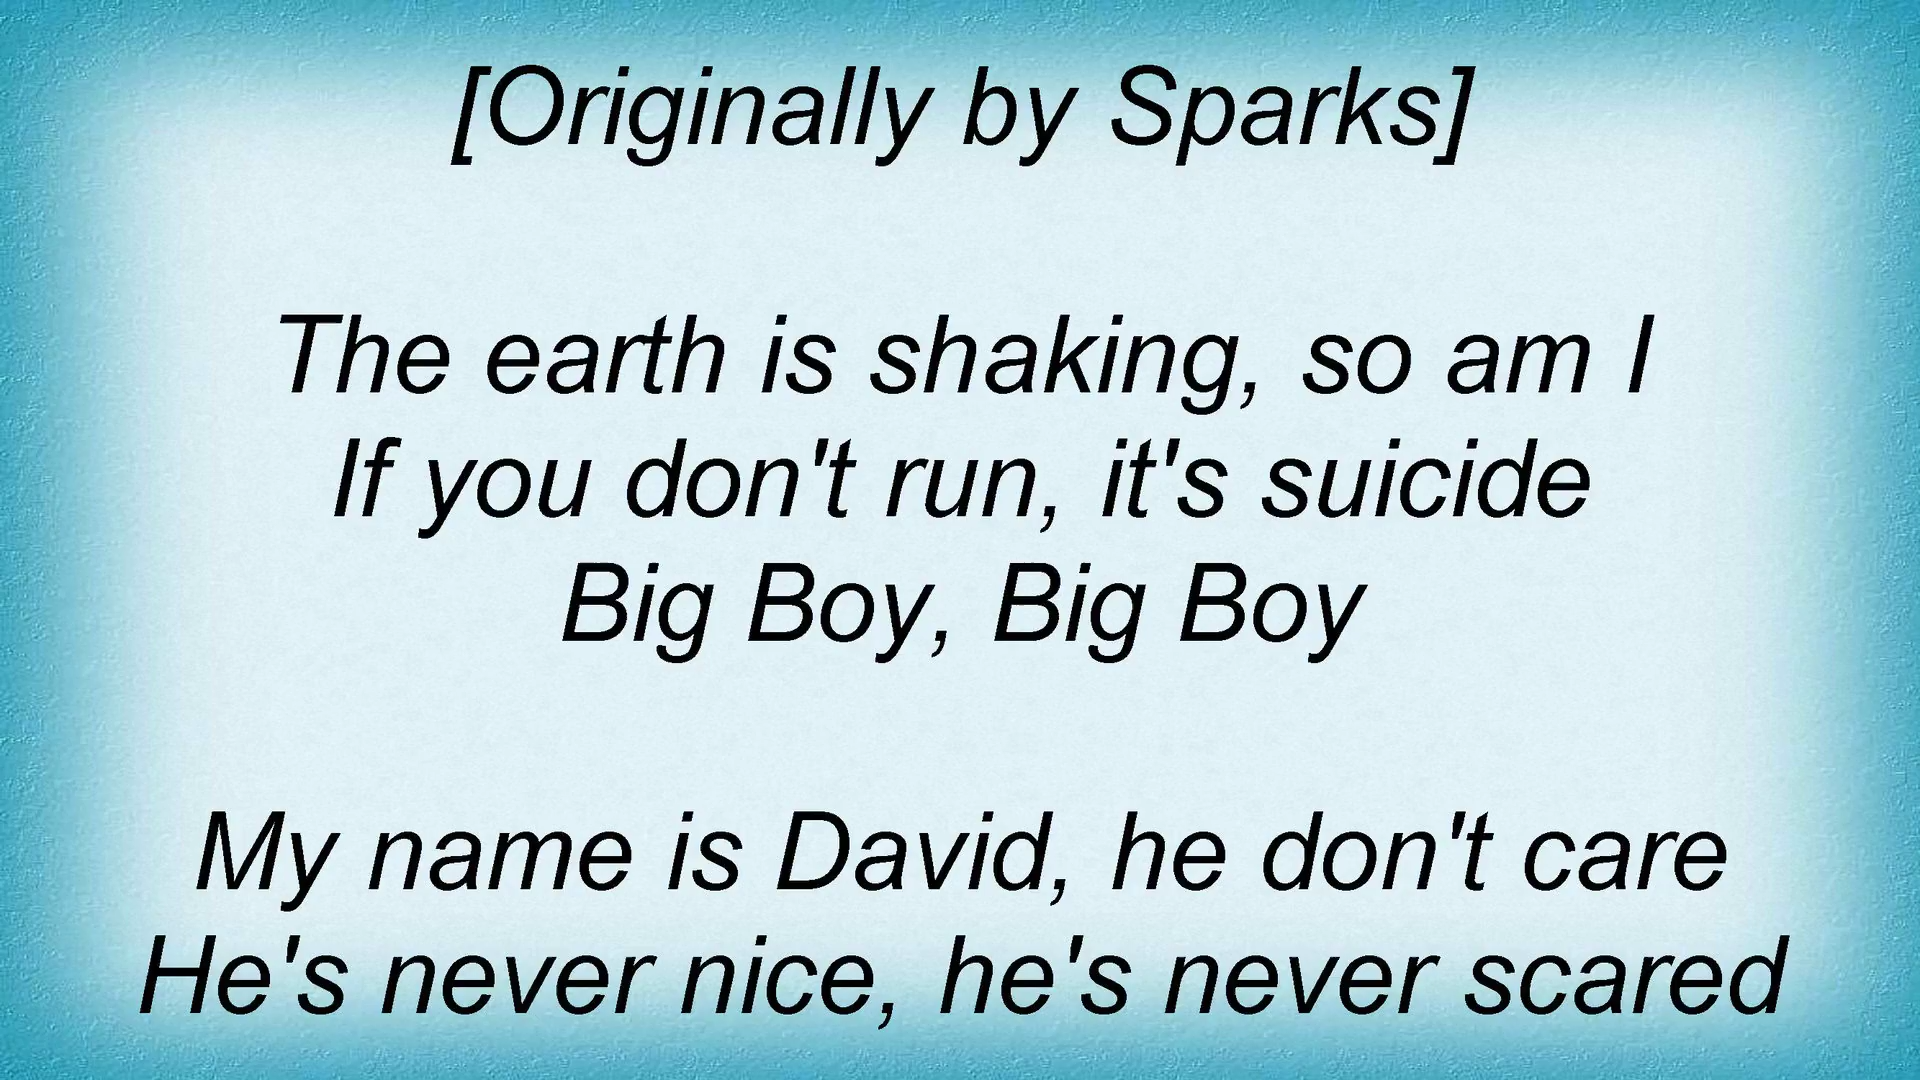 [Originally by Sparks]
The earth is shaking, so am I
If you don't run, it's suicide
Big Boy, Big Boy
My name is David, he don't care
He's never nice, he's never scared